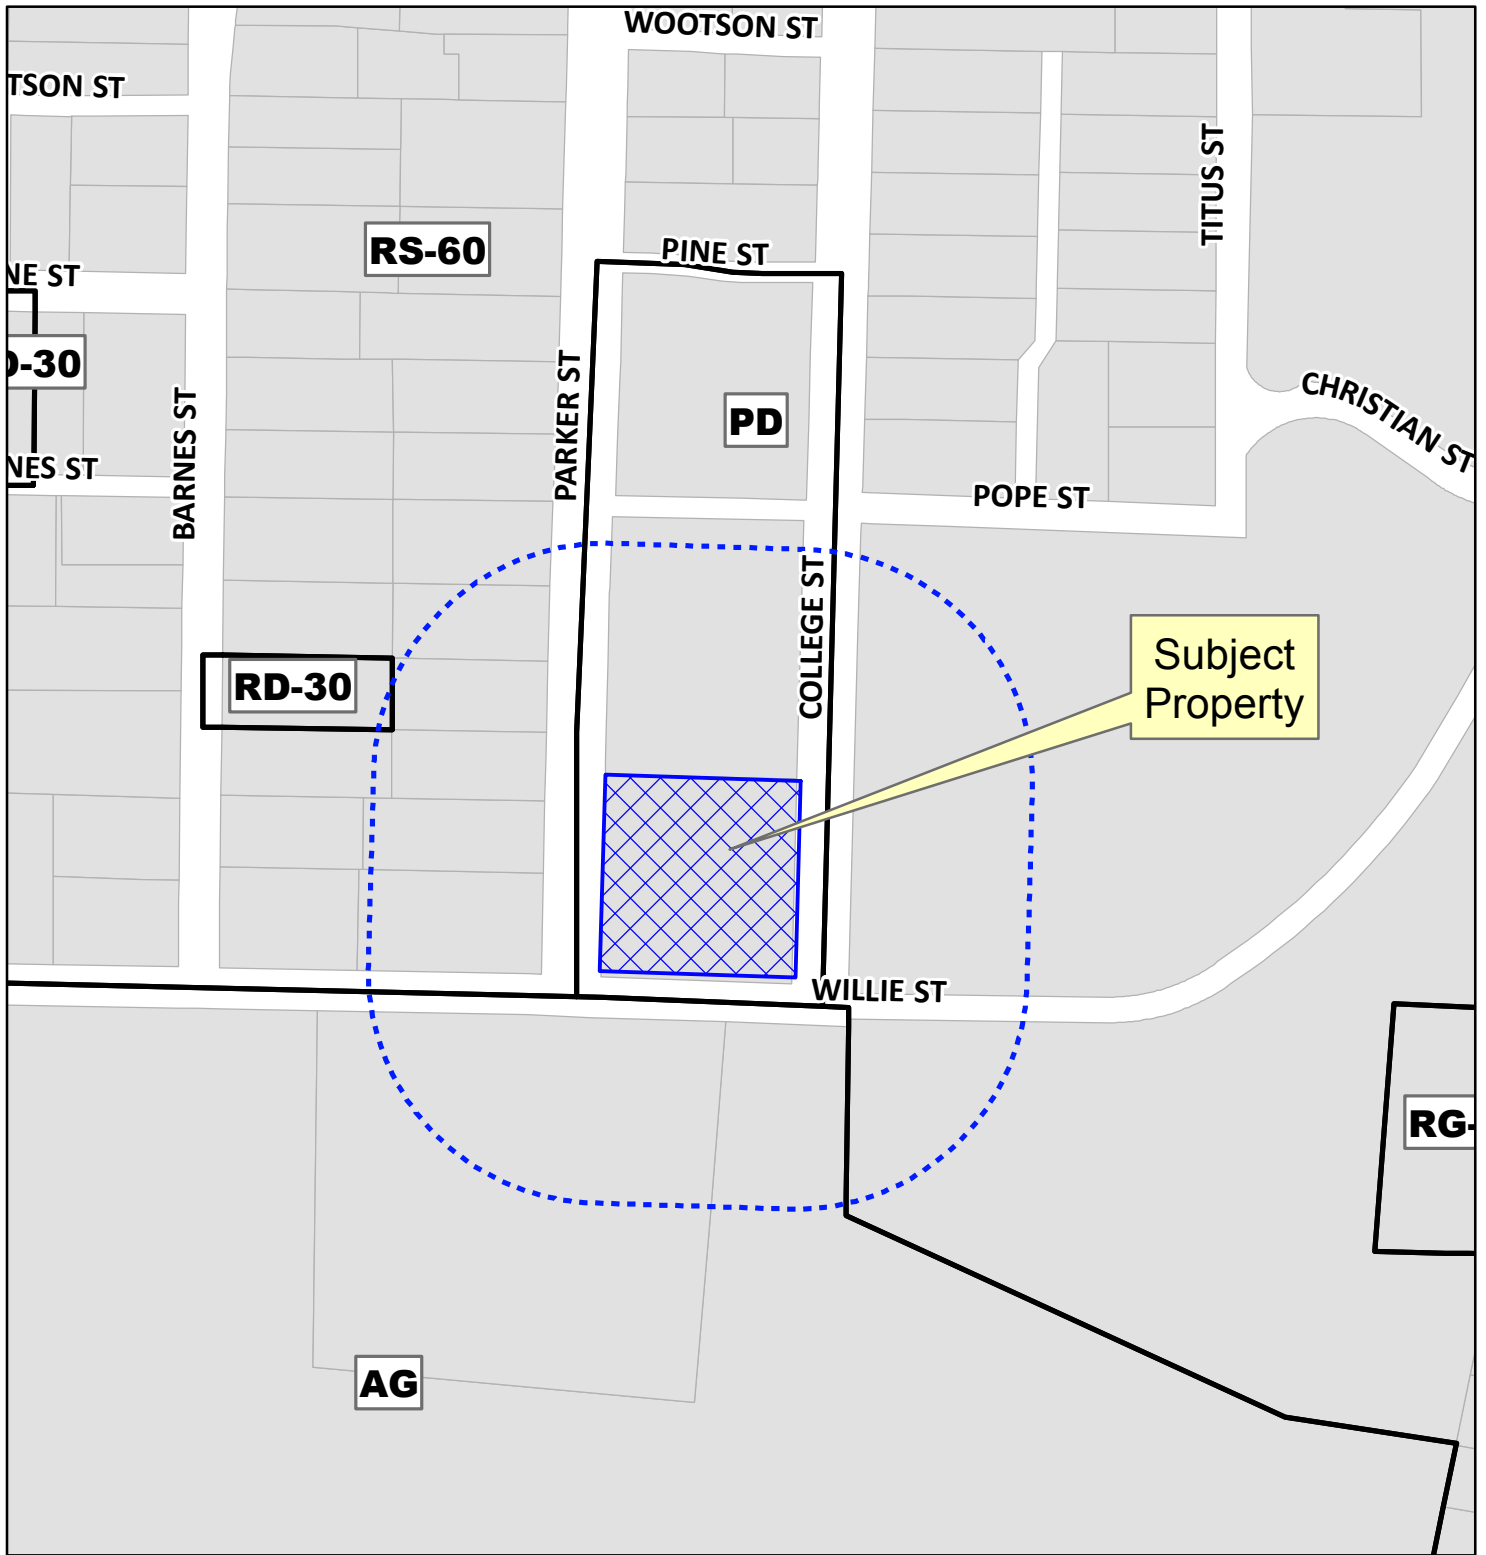 WOOTSON ST
TSON ST
TITUS ST
RS-60
PINE ST
NE ST
D-30
PARKER ST
BARNES ST
PD
CHRISTIAN ST
NES ST
POPE ST
COLLEGE ST
Subject
Property
RD-30
WILLIE ST
RG-
AG